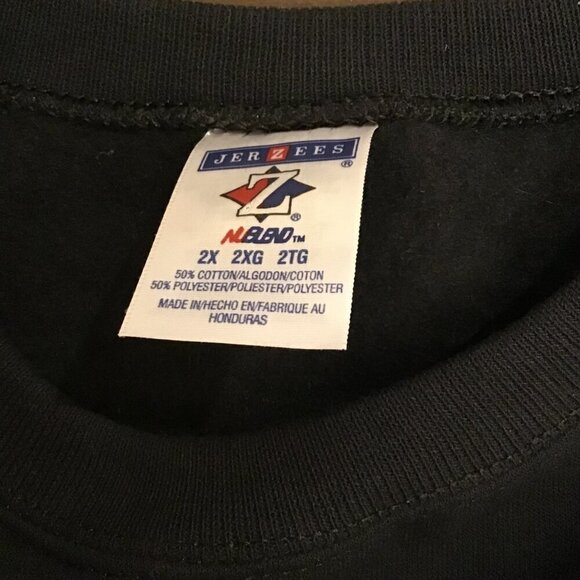 JERZEES ®
Z ®
NUBLEND™
2X 2XG 2TG
50% COTTON/ALGODON/COTON
50% POLYESTER/POLIESTER/POLYESTER
MADE IN/HECHO EN/FABRIQUE AU
HONDURAS